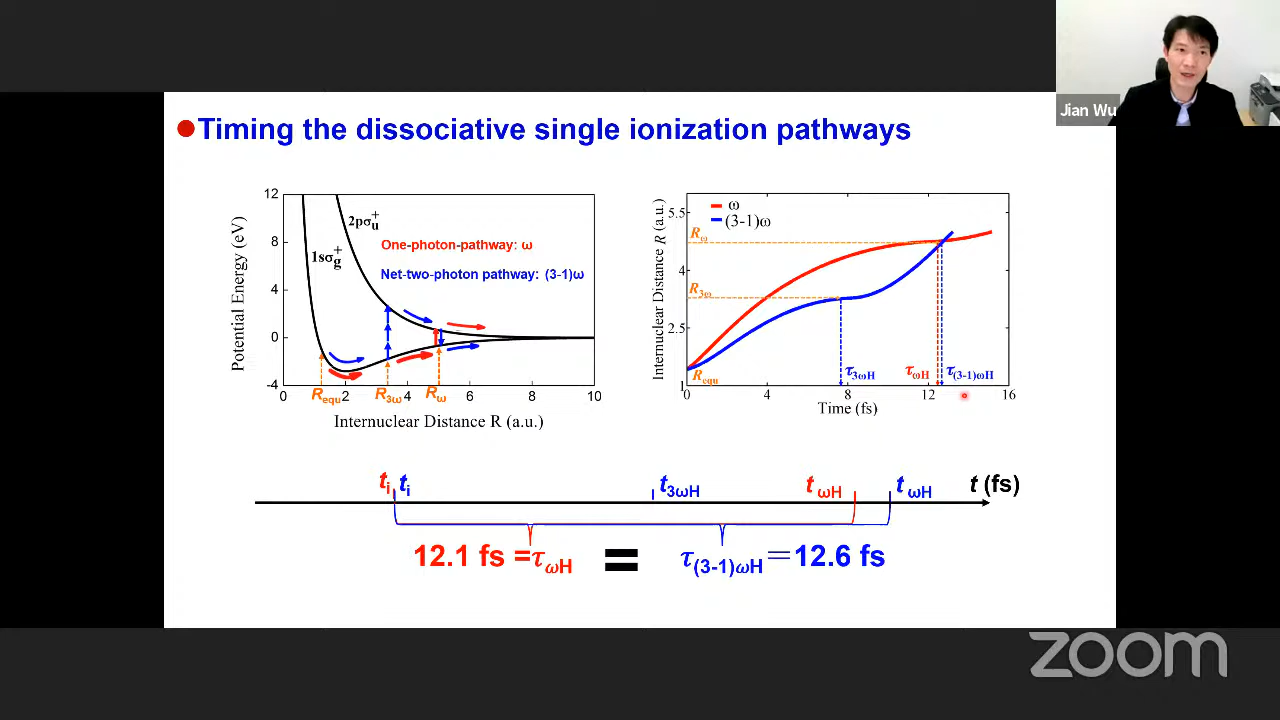 Jian Wu
Timing the dissociative single ionization pathways
12
8
4
0
-4
Potential Energy (eV)
1sσg+
2pσu+
One-photon-pathway: ω
Net-two-photon pathway: (3-1)ω
Requ
R3ω
Rω
0
2
4
6
8
10
Internuclear Distance R (a.u.)
ω
(3-1)ω
5.5
4
2.5
1
Internuclear Distance R (a.u.)
Rω
R3ω
Requ
τ3ωH
τωH
τ(3-1)ωH
0
4
8
12
16
Time (fs)
ti
ti
t3ωH
tωH
tωH
t (fs)
12.1 fs =τωH = τ(3-1)ωH=12.6 fs
zoom